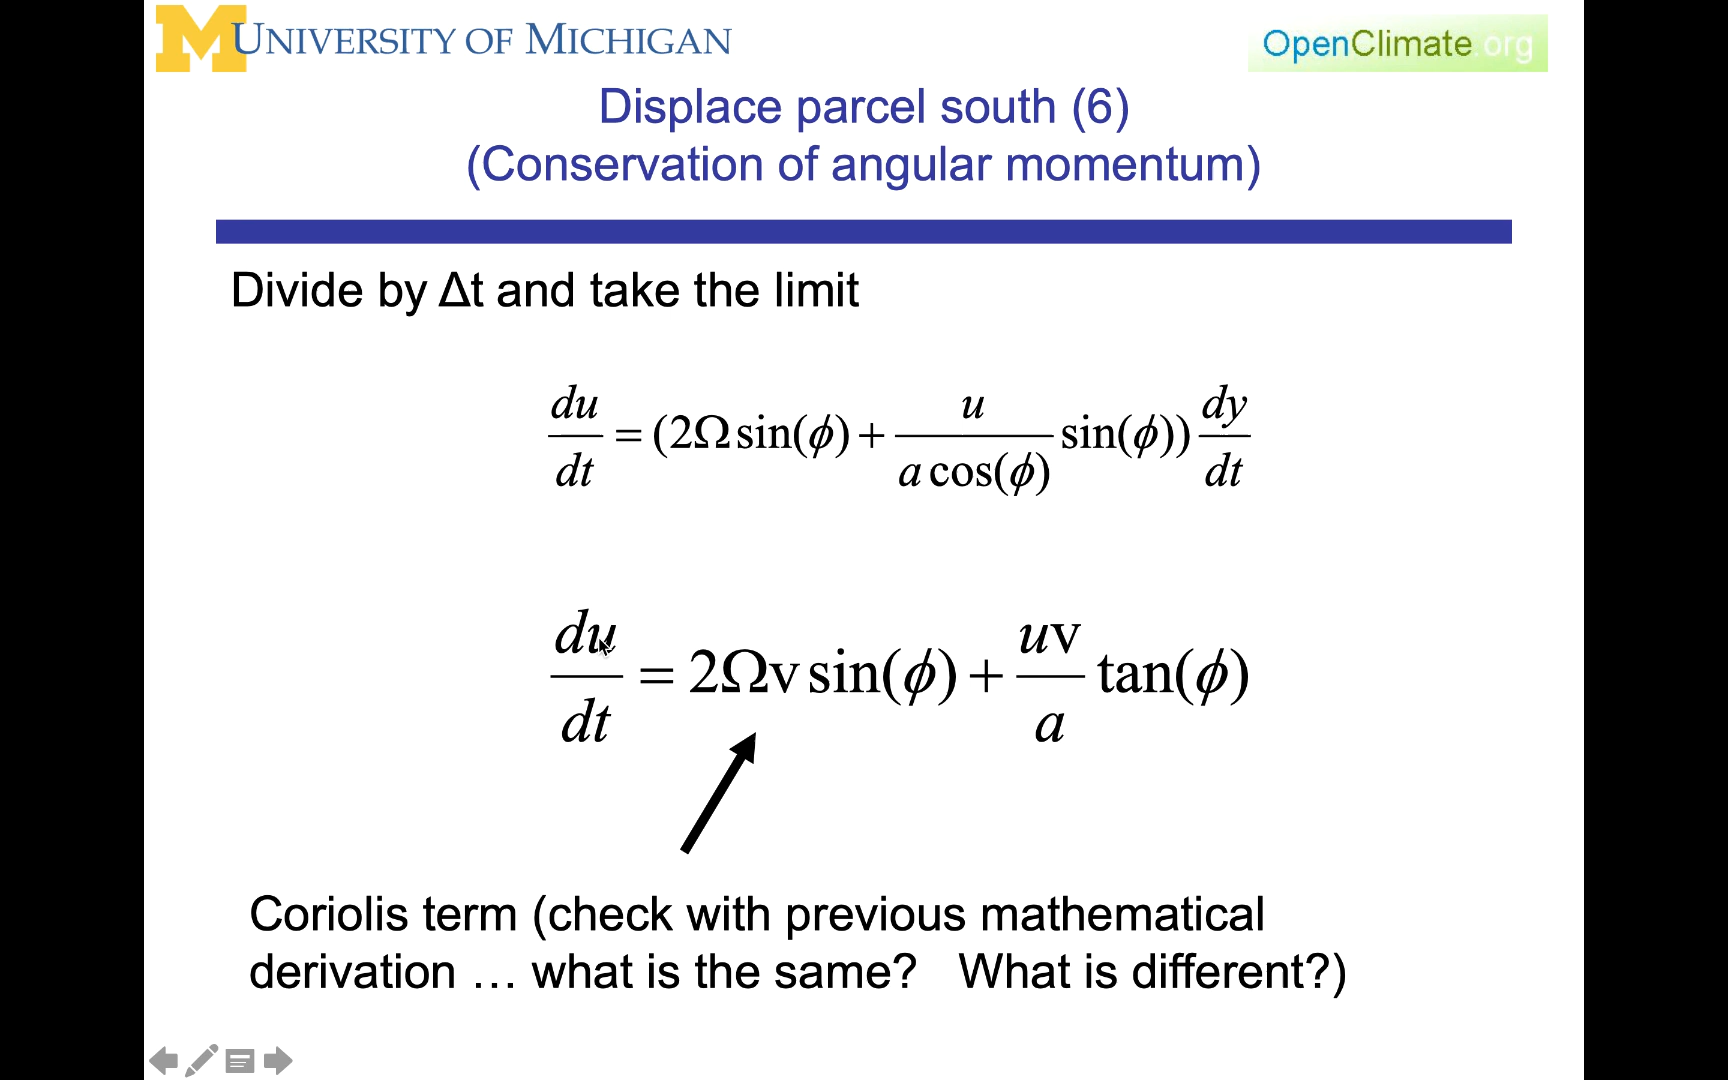 M UNIVERSITY OF MICHIGAN
OpenClimate.org
Displace parcel south (6)
(Conservation of angular momentum)
Divide by Δt and take the limit
du/dt = (2Ω sin(ϕ) + u/(a cos(ϕ)) sin(ϕ)) dy/dt
du/dt = 2Ωv sin(ϕ) + uv/a tan(ϕ)
Coriolis term (check with previous mathematical
derivation … what is the same? What is different?)